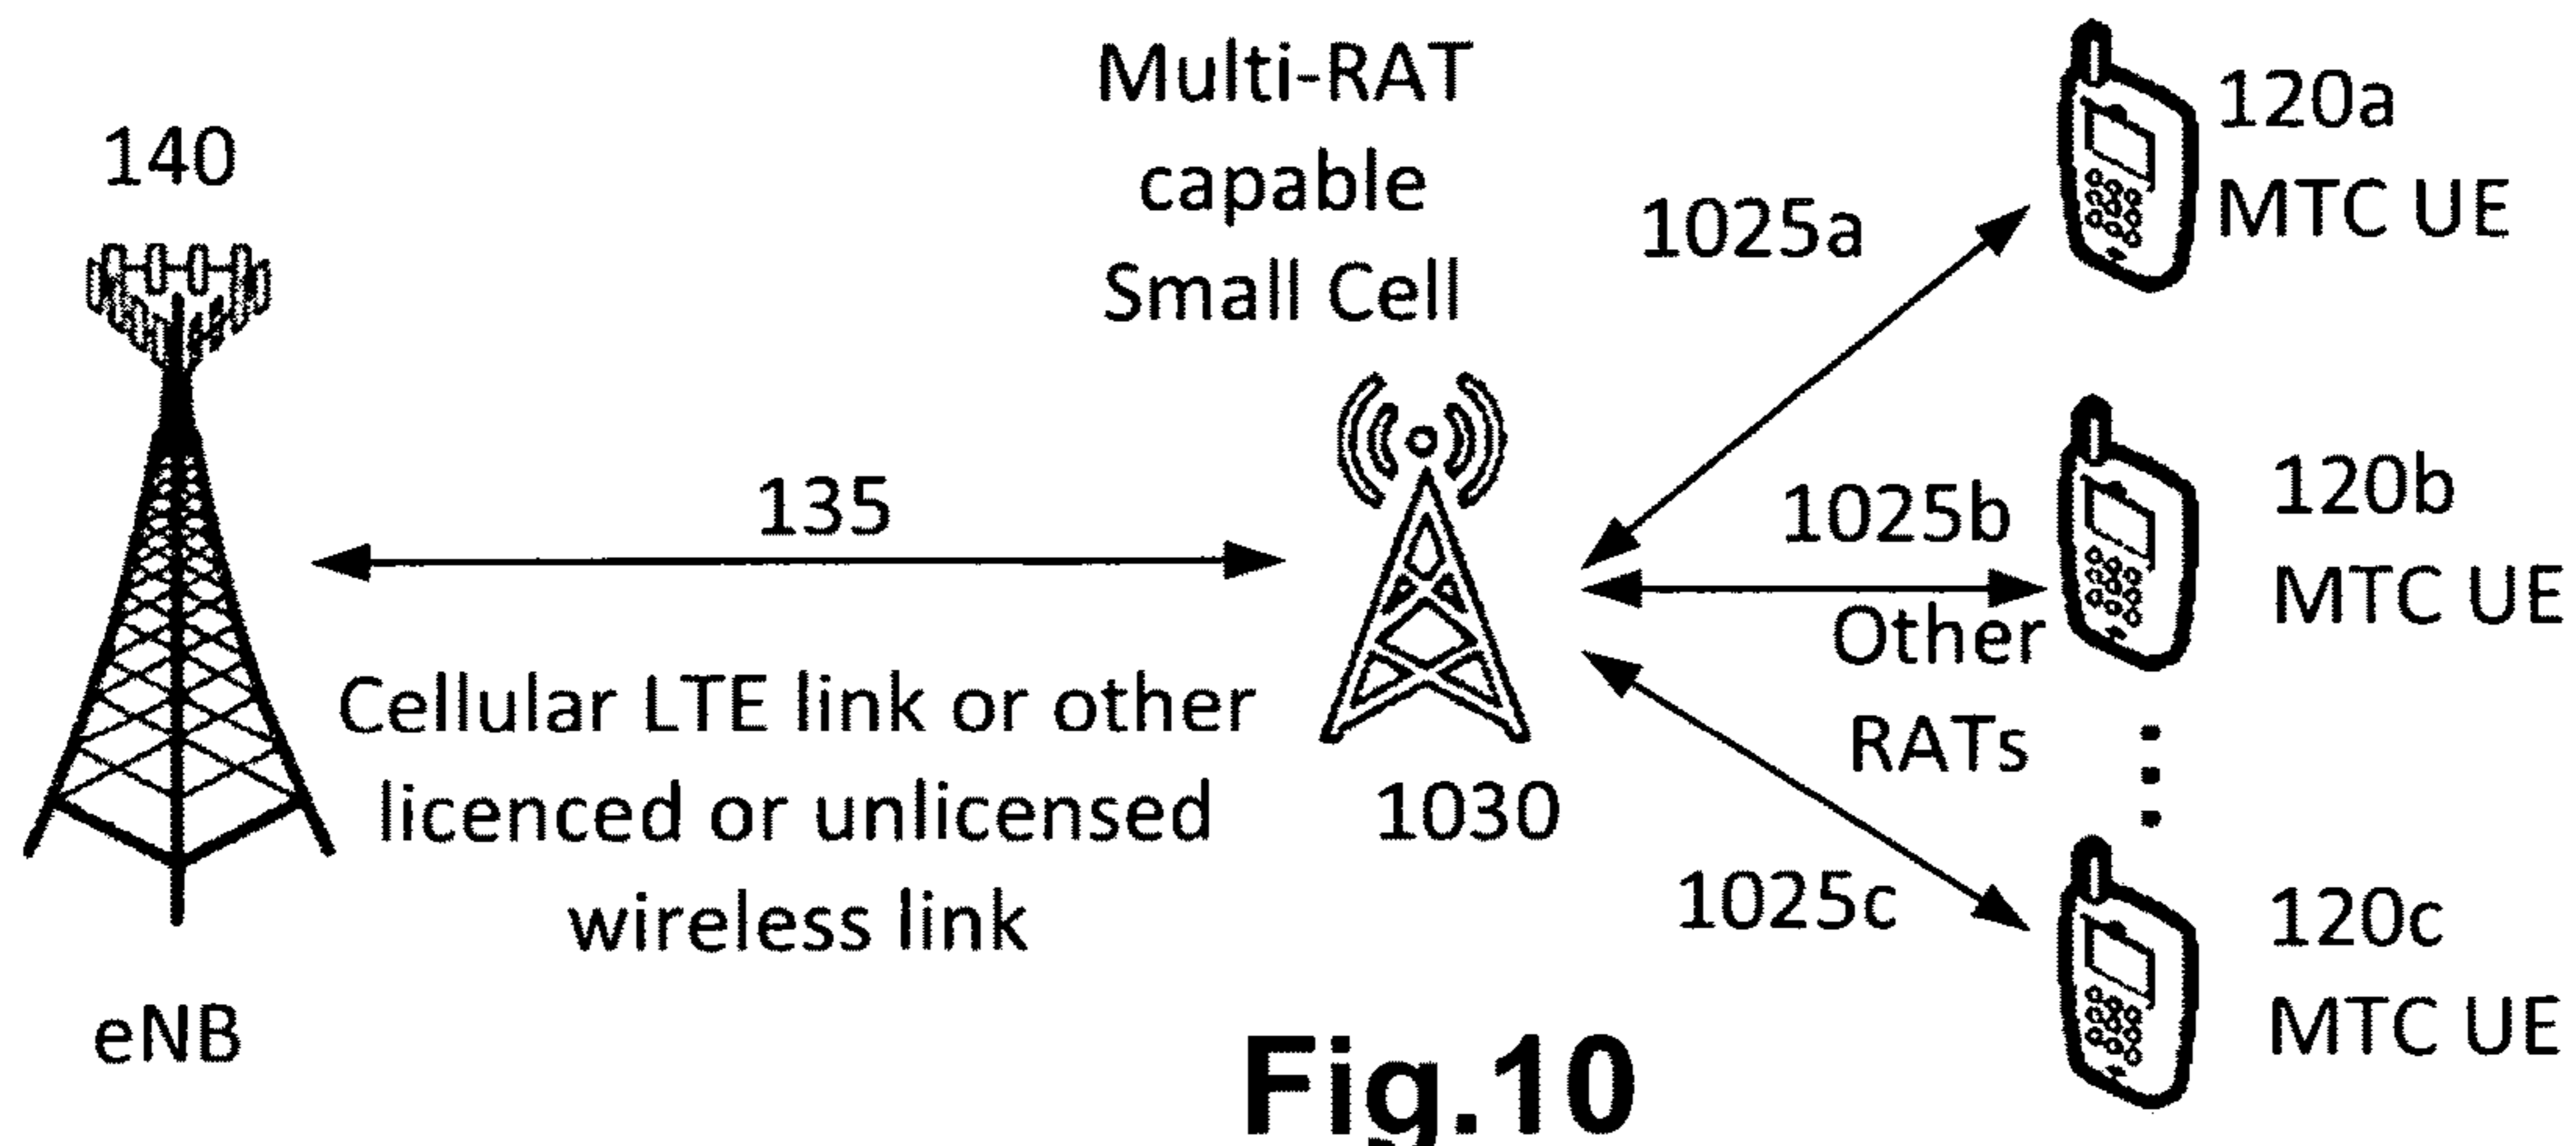 140
eNB
135
Cellular LTE link or other
licenced or unlicensed
wireless link
Multi-RAT
capable
Small Cell
1030
1025a
1025b
Other
RATs
1025c
120a
MTC UE
120b
MTC UE
120c
MTC UE
Fig.10